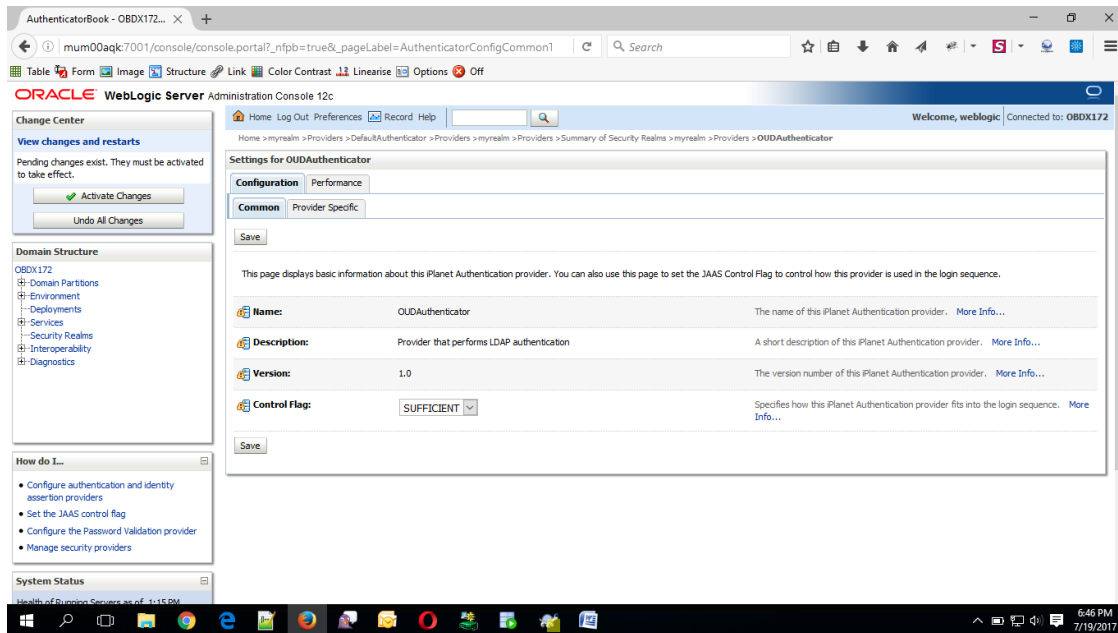 AuthenticatorBook - OBDX172...
mum00aqk:7001/console/console.portal?_nfpb=true&_pageLabel=AuthenticatorConfigCommonT
Search
Table Form Image Structure Link Color Contrast Linearise Options Off
ORACLE WebLogic Server Administration Console 12c
Change Center
View changes and restarts
Pending changes exist. They must be activated
to take effect.
Activate Changes
Undo All Changes
Domain Structure
OBDX172
Domain Partitions
Environment
Deployments
Services
Security Realms
Interoperability
Diagnostics
How do I...
Configure authentication and identity
assertion providers
Set the JAAS control flag
Configure the Password Validation provider
Manage security providers
System Status
Health of Running Servers as of 1:15 PM
Home Log Out Preferences Record Help
Welcome, weblogic Connected to: OBDX172
Home >myrealm >Providers >DefaultAuthenticator >Providers >myrealm >Providers >Summary of Security Realms >myrealm >Providers >OUDAuthenticator
Settings for OUDAuthenticator
Configuration Performance
Common Provider Specific
Save
This page displays basic information about this iPlanet Authentication provider. You can also use this page to set the JAAS Control Flag to control how this provider is used in the login sequence.
Name: OUDAuthenticator The name of this iPlanet Authentication provider. More Info...
Description: Provider that performs LDAP authentication A short description of this iPlanet Authentication provider. More Info...
Version: 1.0 The version number of this iPlanet Authentication provider. More Info...
Control Flag: SUFFICIENT Specifies how this iPlanet Authentication provider fits into the login sequence. More
Info...
Save
6:46 PM
7/19/2017